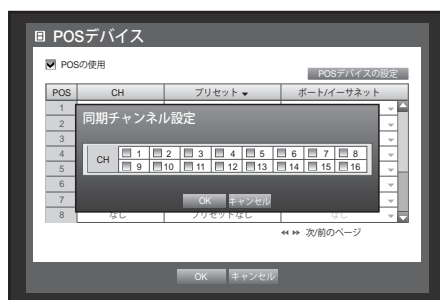 POSデバイス
POSの使用
POSデバイスの設定
POS CH プリセット ポート/イーサネット
1
2
3
4
5
6
7
8 なし プリセットなし なし
同期チャンネル設定
CH 1 2 3 4 5 6 7 8
9 10 11 12 13 14 15 16
OK キャンセル
次/前のページ
OK キャンセル